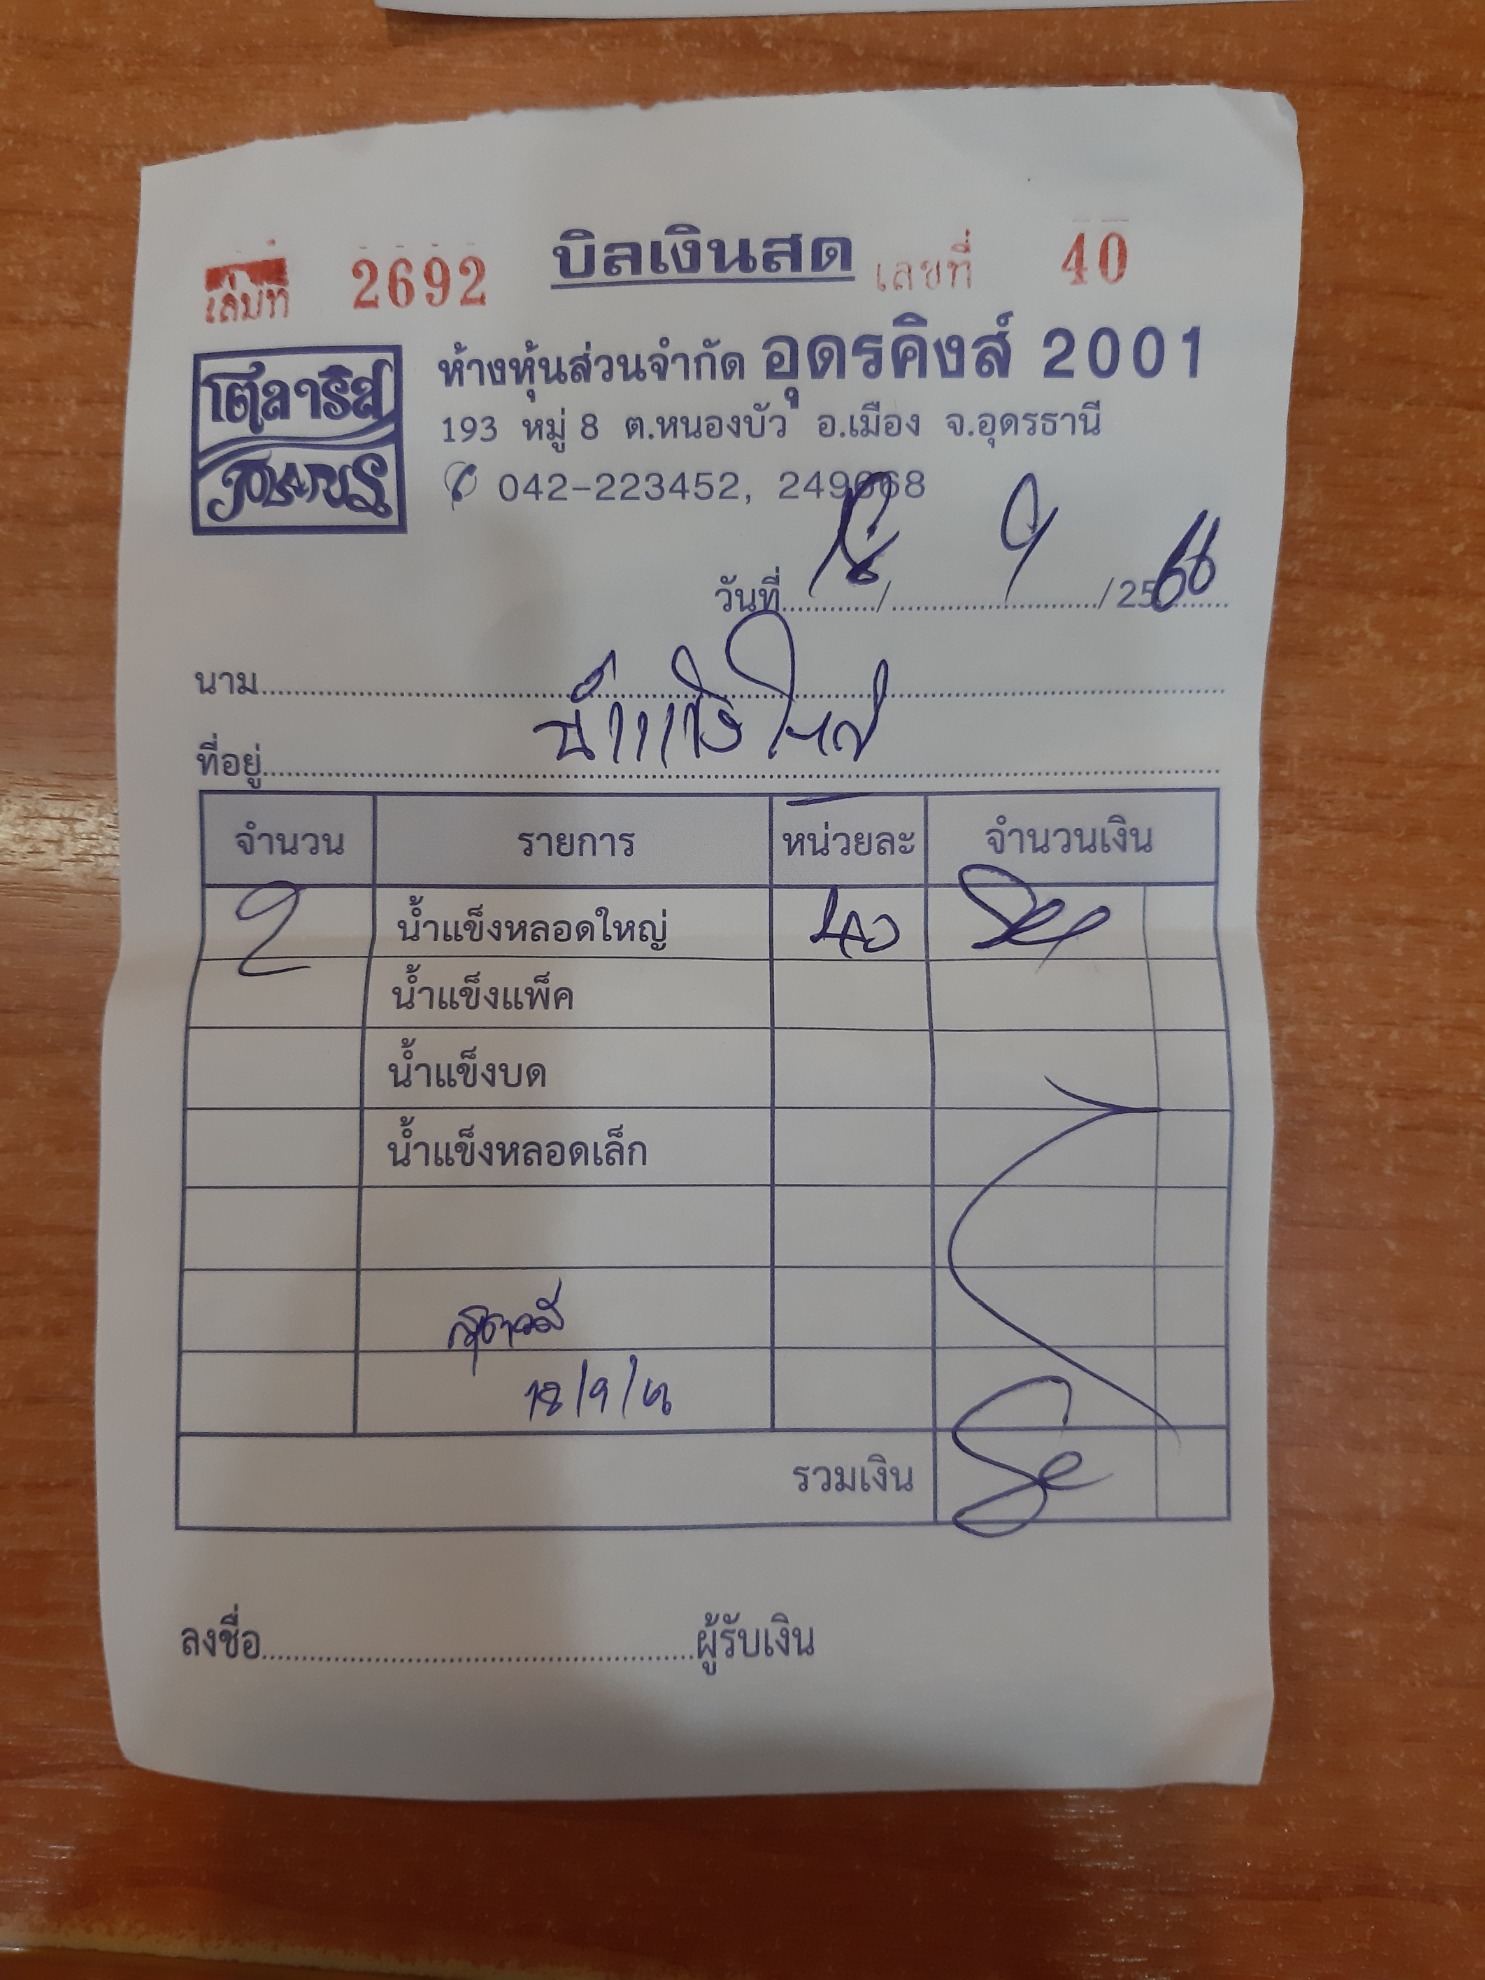 เล่มที่ 2692 บิลเงินสด เลขที่ 40
โตลาริส
ห้างหุ้นส่วนจำกัด อุดรคิงส์ 2001
193 หมู่ 8 ต.หนองบัว อ.เมือง จ.อุดรธานี
042-223452, 249668
วันที่ 18 / 9 / 2568
นาม
ที่อยู่
จำนวน รายการ หน่วยละ จำนวนเงิน
2 น้ำแข็งหลอดใหญ่ 40
น้ำแข็งแพ็ค
น้ำแข็งบด
น้ำแข็งหลอดเล็ก
18/9/68
รวมเงิน
ลงชื่อ ผู้รับเงิน